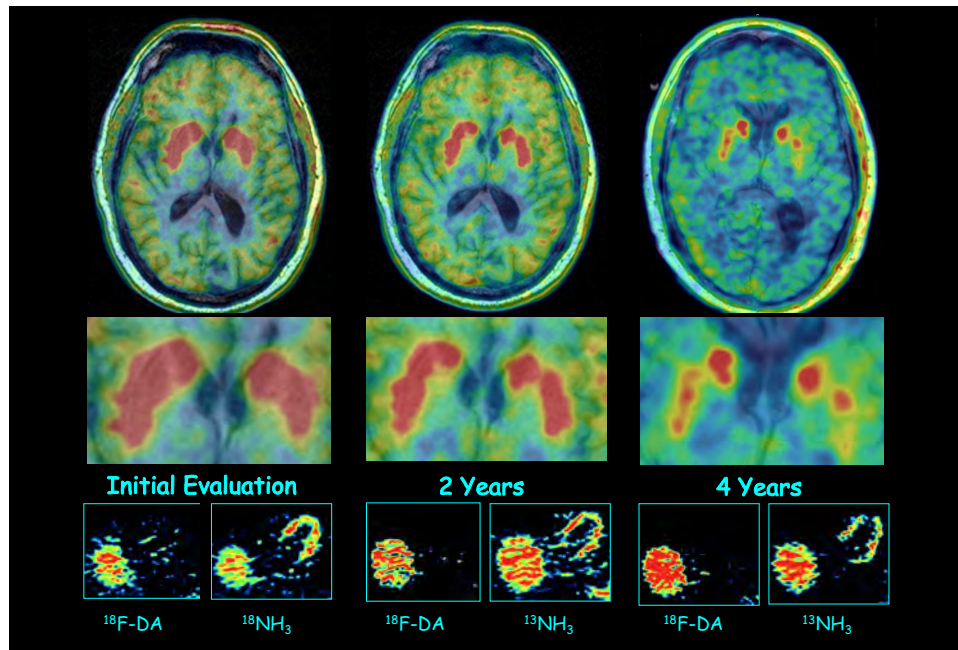 Initial Evaluation
2 Years
4 Years
¹⁸F-DA
¹⁸NH₃
¹⁸F-DA
¹³NH₃
¹⁸F-DA
¹³NH₃